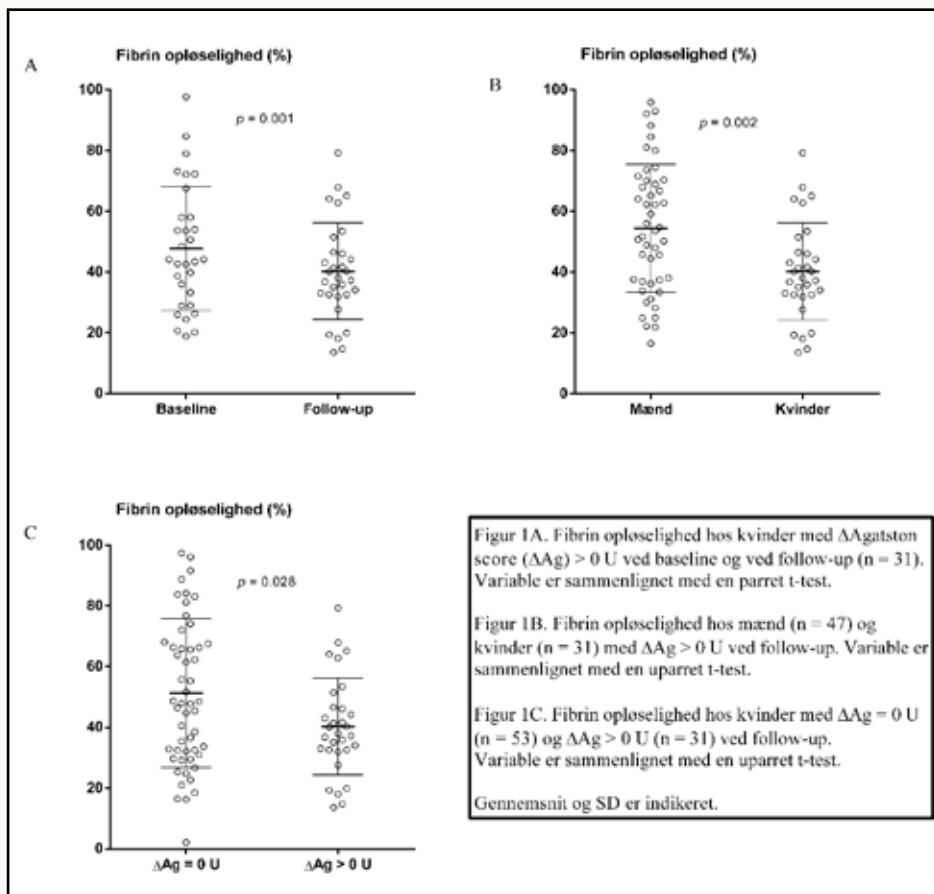 A
Fibrin opløselighed (%)
100
80
60
40
20
0
p = 0.001
Baseline Follow-up
B
Fibrin opløselighed (%)
100
80
60
40
20
0
p = 0.002
Mænd Kvinder
C
Fibrin opløselighed (%)
100
80
60
40
20
0
p = 0.028
ΔAg = 0 U ΔAg > 0 U
Figur 1A. Fibrin opløselighed hos kvinder med ΔAgatston
score (ΔAg) > 0 U ved baseline og ved follow-up (n = 31).
Variable er sammenlignet med en parret t-test.
Figur 1B. Fibrin opløselighed hos mænd (n = 47) og
kvinder (n = 31) med ΔAg > 0 U ved follow-up. Variable er
sammenlignet med en uparret t-test.
Figur 1C. Fibrin opløselighed hos kvinder med ΔAg = 0 U
(n = 53) og ΔAg > 0 U (n = 31) ved follow-up.
Variable er sammenlignet med en uparret t-test.
Gennemsnit og SD er indikeret.